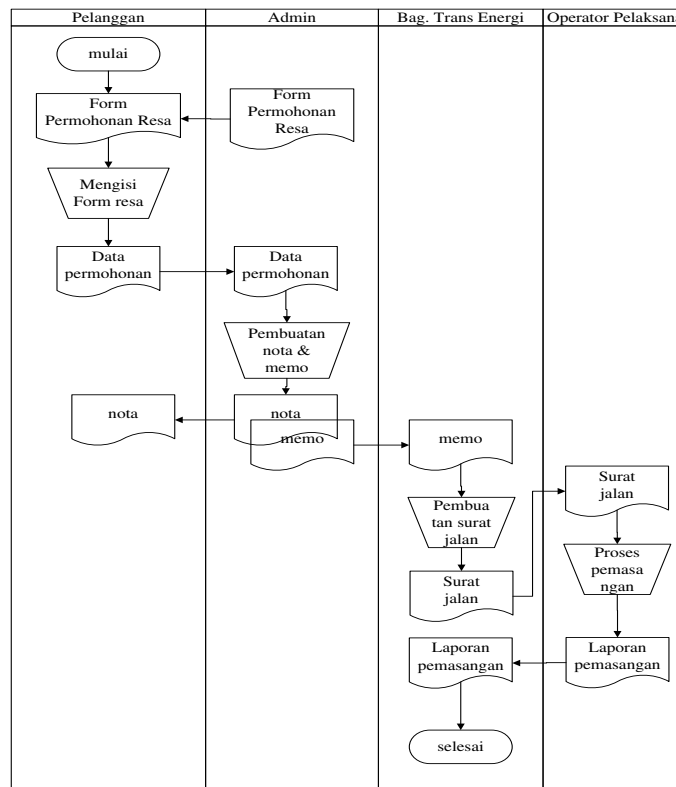 Pelanggan
Admin
Bag. Trans Energi
Operator Pelaksana
mulai
Form
Permohonan Resa
Form
Permohonan
Resa
Mengisi
Form resa
Data
permohonan
Data
permohonan
Pembuatan
nota &
memo
nota
nota
memo
memo
Surat
jalan
Pembua
tan surat
jalan
Proses
pemasa
ngan
Surat
jalan
Laporan
pemasangan
Laporan
pemasangan
selesai